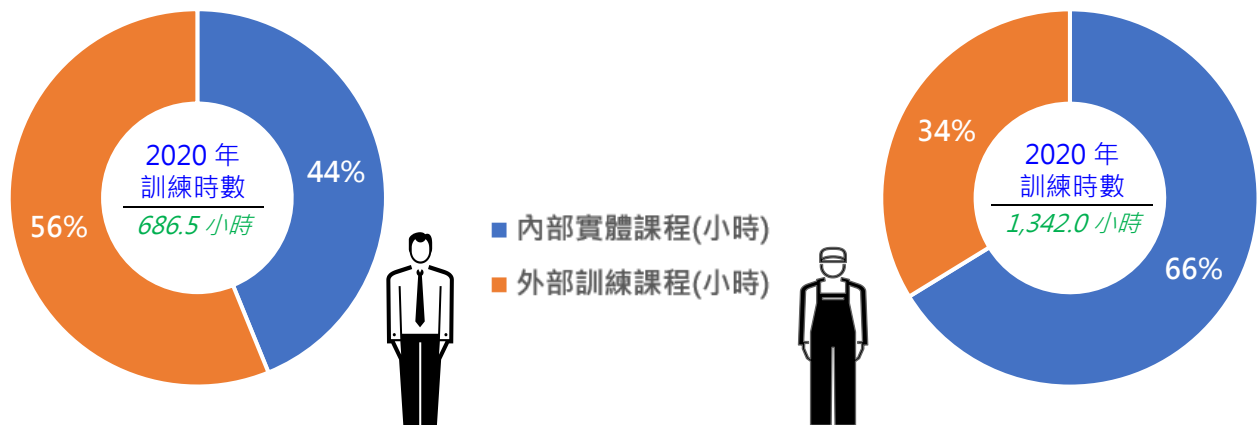 44%
56%
2020 年
訓練時數
686.5 小時
內部實體課程(小時)
外部訓練課程(小時)
34%
66%
2020 年
訓練時數
1,342.0 小時